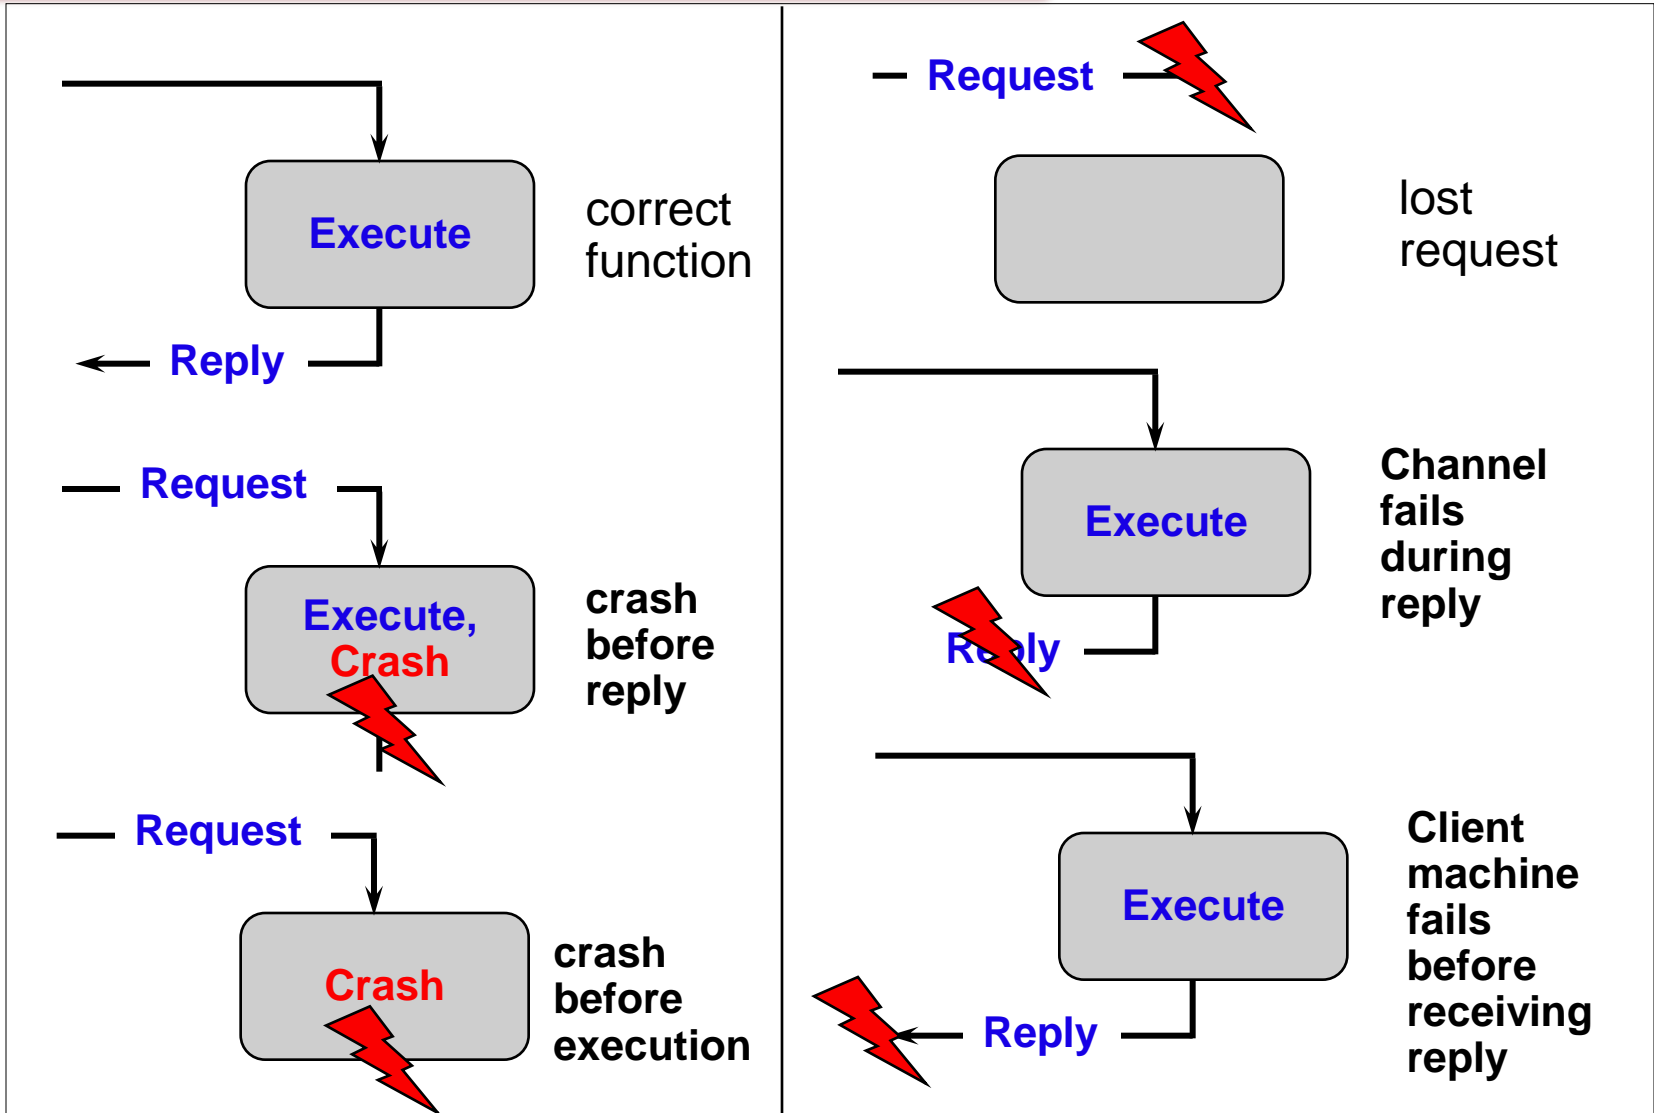 Execute
correct
function
Reply
Request
Execute,
Crash
crash
before
reply
Request
Crash
crash
before
execution
Request
lost
request
Execute
Channel
fails
during
reply
Reply
Execute
Client
machine
fails
before
receiving
reply
Reply